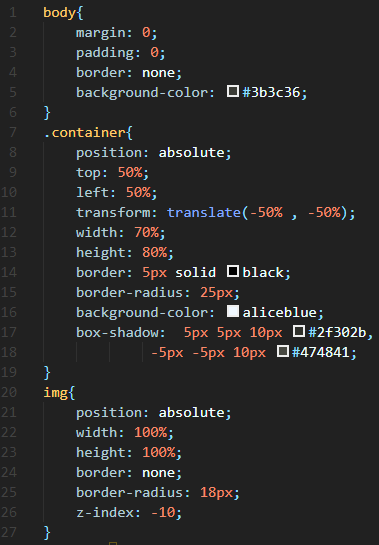 1 body{
2 margin: 0;
3 padding: 0;
4 border: none;
5 background-color: #3b3c36;
6 }
7 .container{
8 position: absolute;
9 top: 50%;
10 left: 50%;
11 transform: translate(-50% , -50%);
12 width: 70%;
13 height: 80%;
14 border: 5px solid black;
15 border-radius: 25px;
16 background-color: aliceblue;
17 box-shadow:  5px 5px 10px #2f302b,
18 -5px -5px 10px #474841;
19 }
20 img{
21 position: absolute;
22 width: 100%;
23 height: 100%;
24 border: none;
25 border-radius: 18px;
26 z-index: -10;
27 }